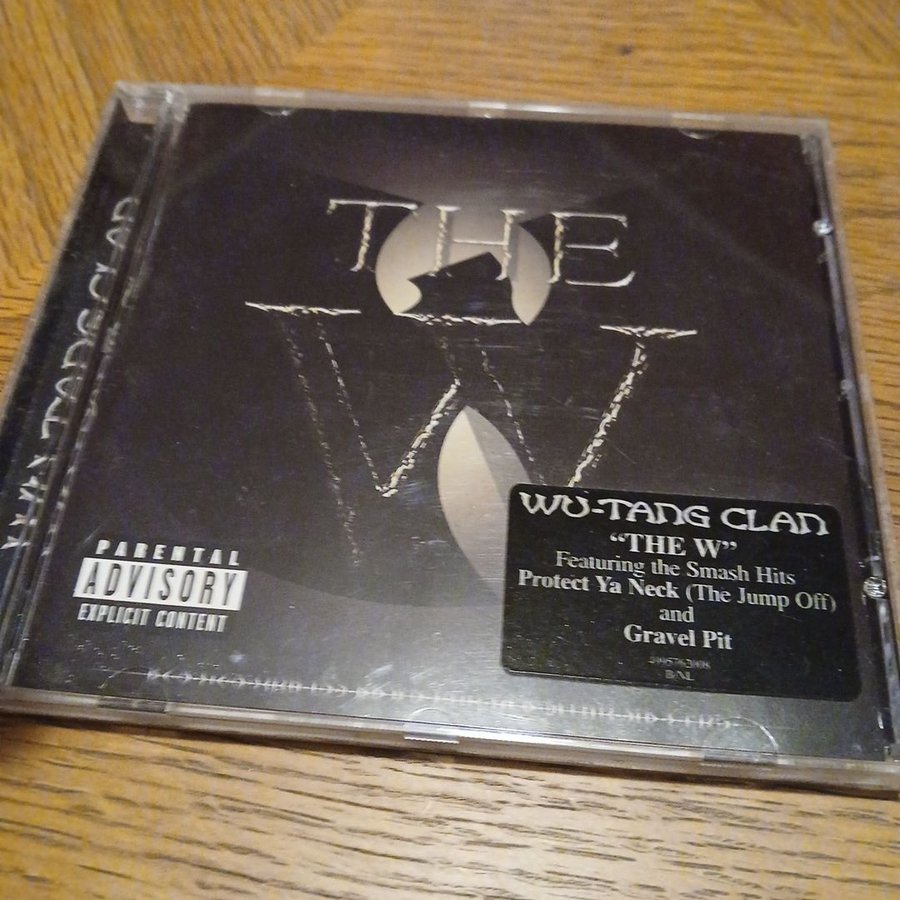 WU-TANG CLAN
THE
W
PARENTAL
ADVISORY
EXPLICIT CONTENT
WU-TANG CLAN
“THE W”
Featuring the Smash Hits
Protect Ya Neck (The Jump Off)
and
Gravel Pit